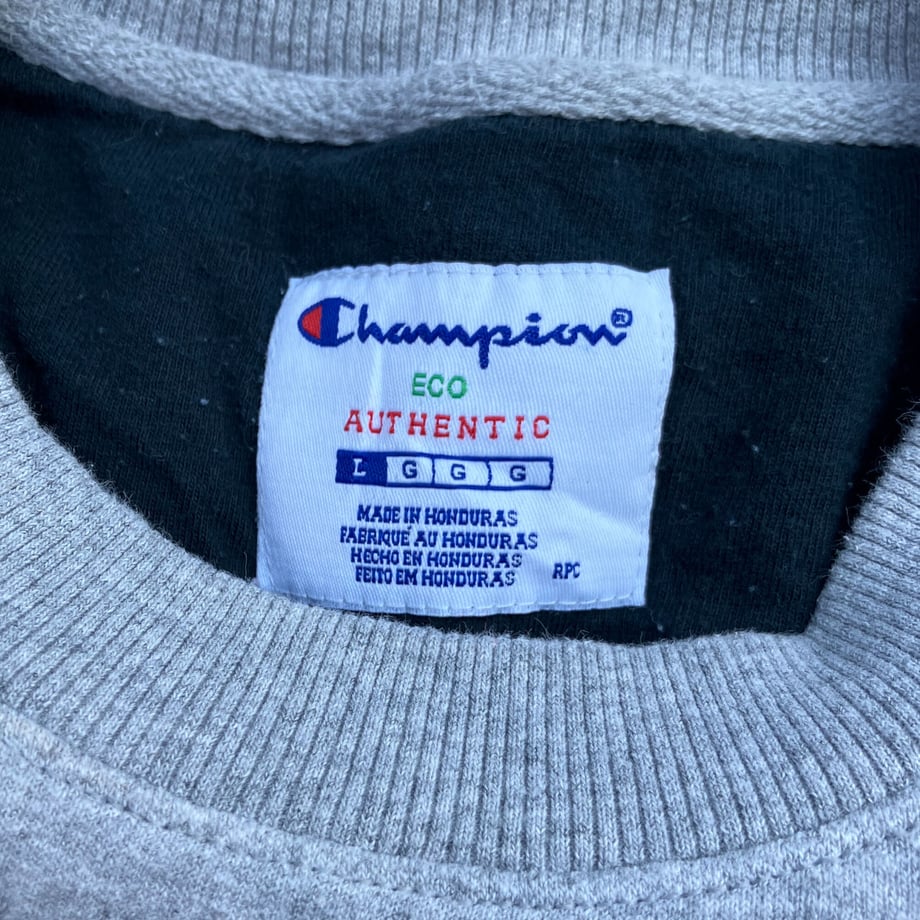 Champion®
ECO
AUTHENTIC
L G G G
MADE IN HONDURAS
FABRIQUÉ AU HONDURAS
HECHO EN HONDURAS
FEITO EM HONDURAS RPC